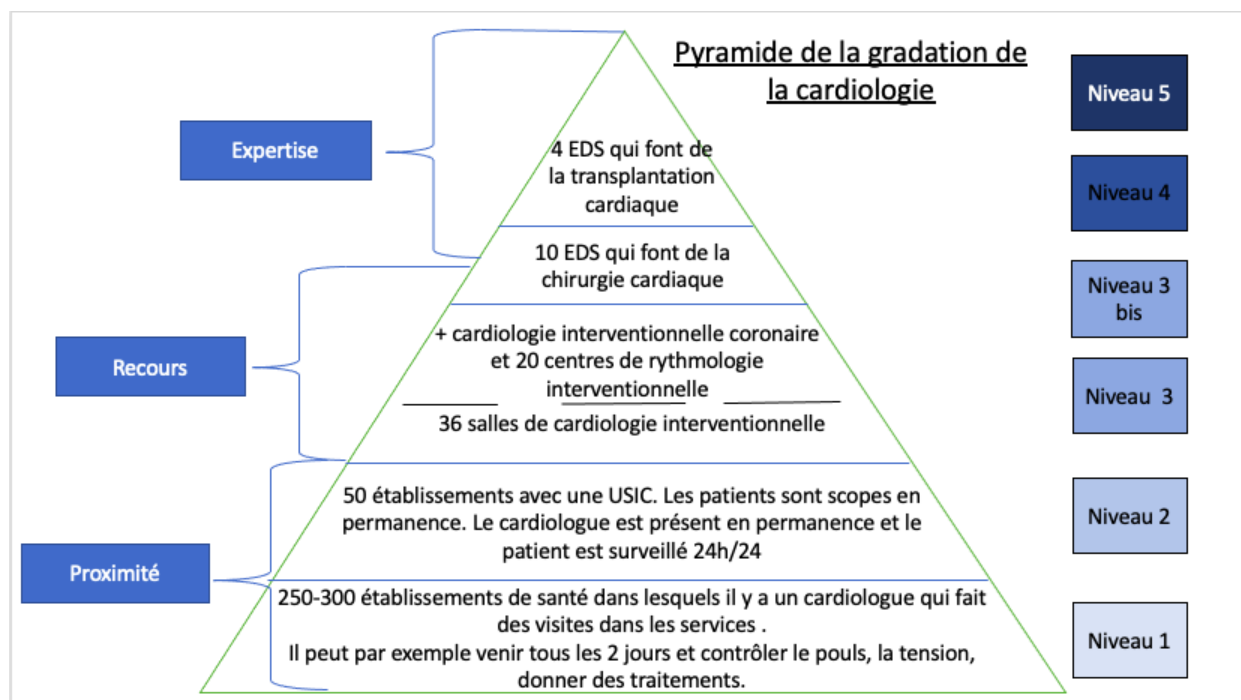 Pyramide de la gradation de
la cardiologie
Niveau 5
Expertise
4 EDS qui font de
la transplantation
cardiaque
Niveau 4
10 EDS qui font de la
chirurgie cardiaque
Niveau 3
bis
+ cardiologie interventionnelle coronaire
et 20 centres de rythmologie
interventionnelle
Recours
Niveau 3
36 salles de cardiologie interventionnelle
50 établissements avec une USIC. Les patients sont scopes en
permanence. Le cardiologue est présent en permanence et le
patient est surveillé 24h/24
Niveau 2
Proximité
250-300 établissements de santé dans lesquels il y a un cardiologue qui fait
des visites dans les services .
Il peut par exemple venir tous les 2 jours et contrôler le pouls, la tension,
donner des traitements.
Niveau 1